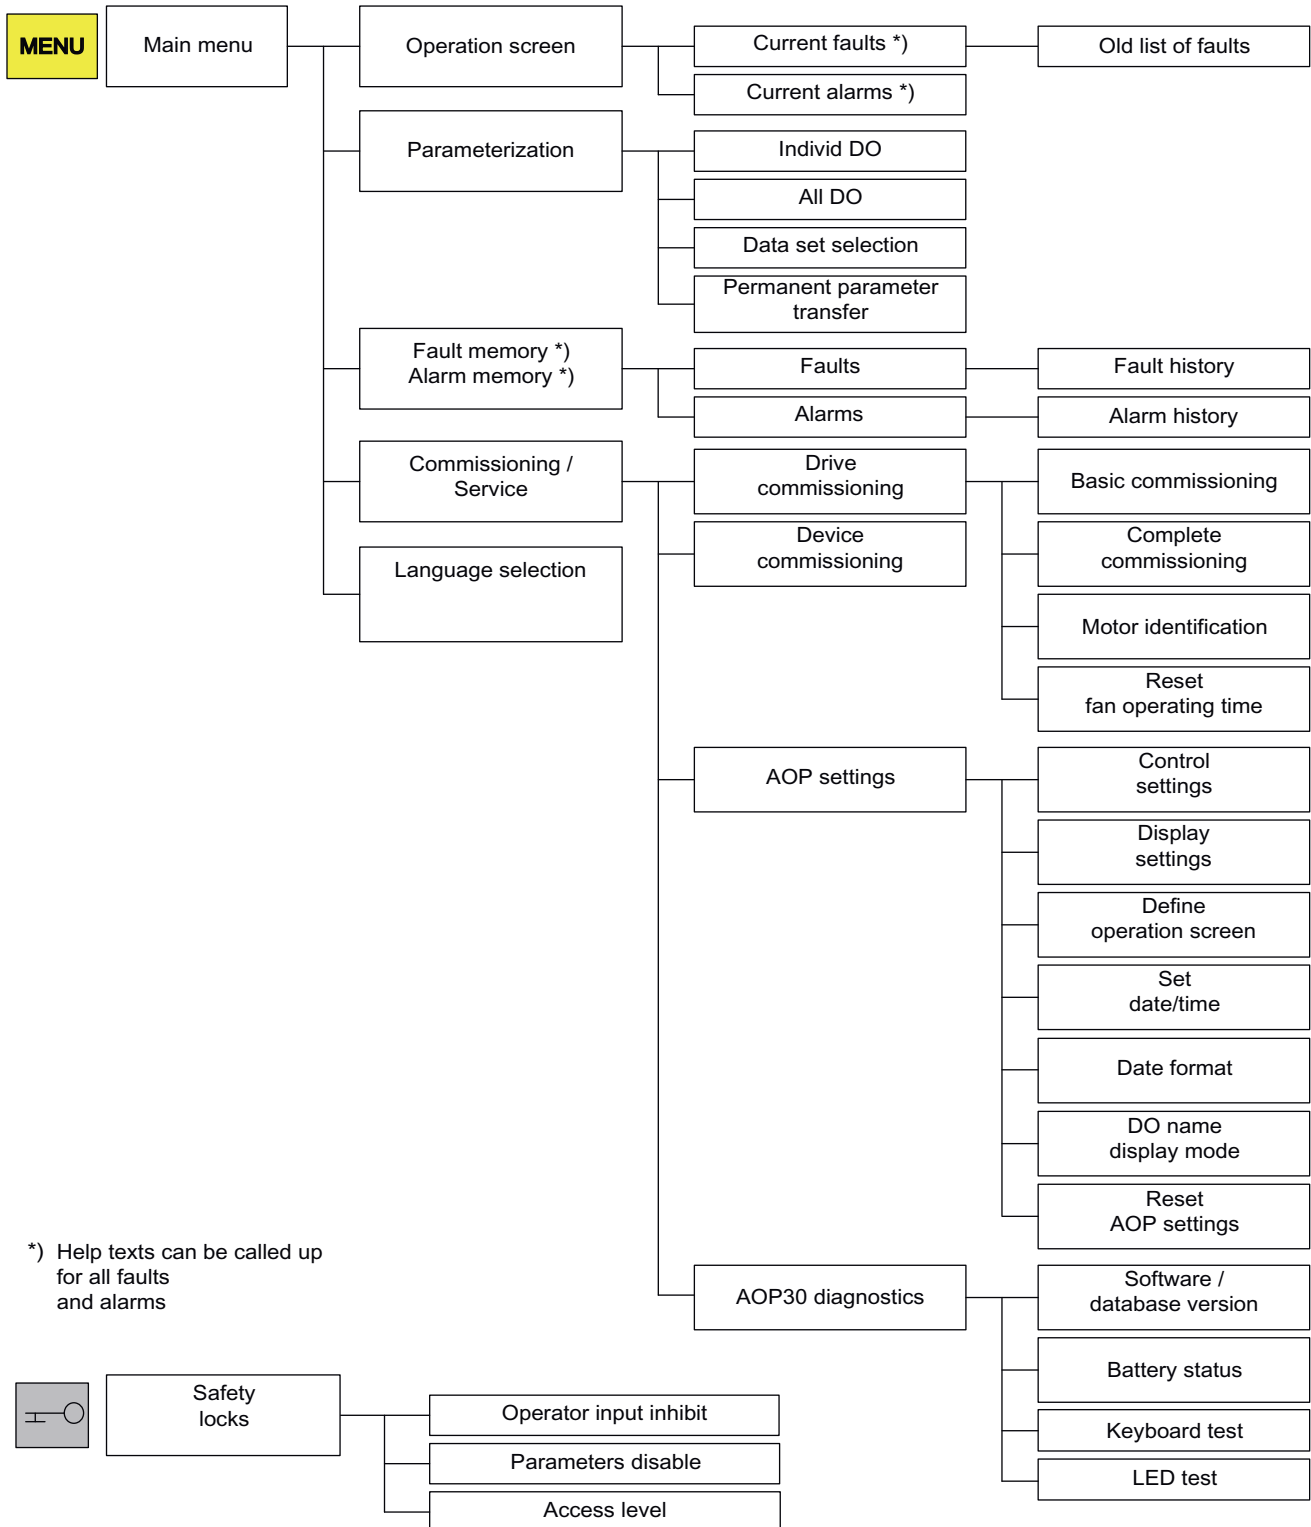 MENU
Main menu
Operation screen
Current faults *)
Old list of faults
Current alarms *)
Parameterization
Individ DO
All DO
Data set selection
Permanent parameter
transfer
Fault memory *)
Alarm memory *)
Faults
Fault history
Alarms
Alarm history
Commissioning /
Service
Drive
commissioning
Basic commissioning
Device
commissioning
Complete
commissioning
Language selection
Motor identification
Reset
fan operating time
AOP settings
Control
settings
Display
settings
Define
operation screen
Set
date/time
Date format
DO name
display mode
Reset
AOP settings
*) Help texts can be called up
for all faults
and alarms
AOP30 diagnostics
Software /
database version
Battery status
Keyboard test
LED test
Safety
locks
Operator input inhibit
Parameters disable
Access level